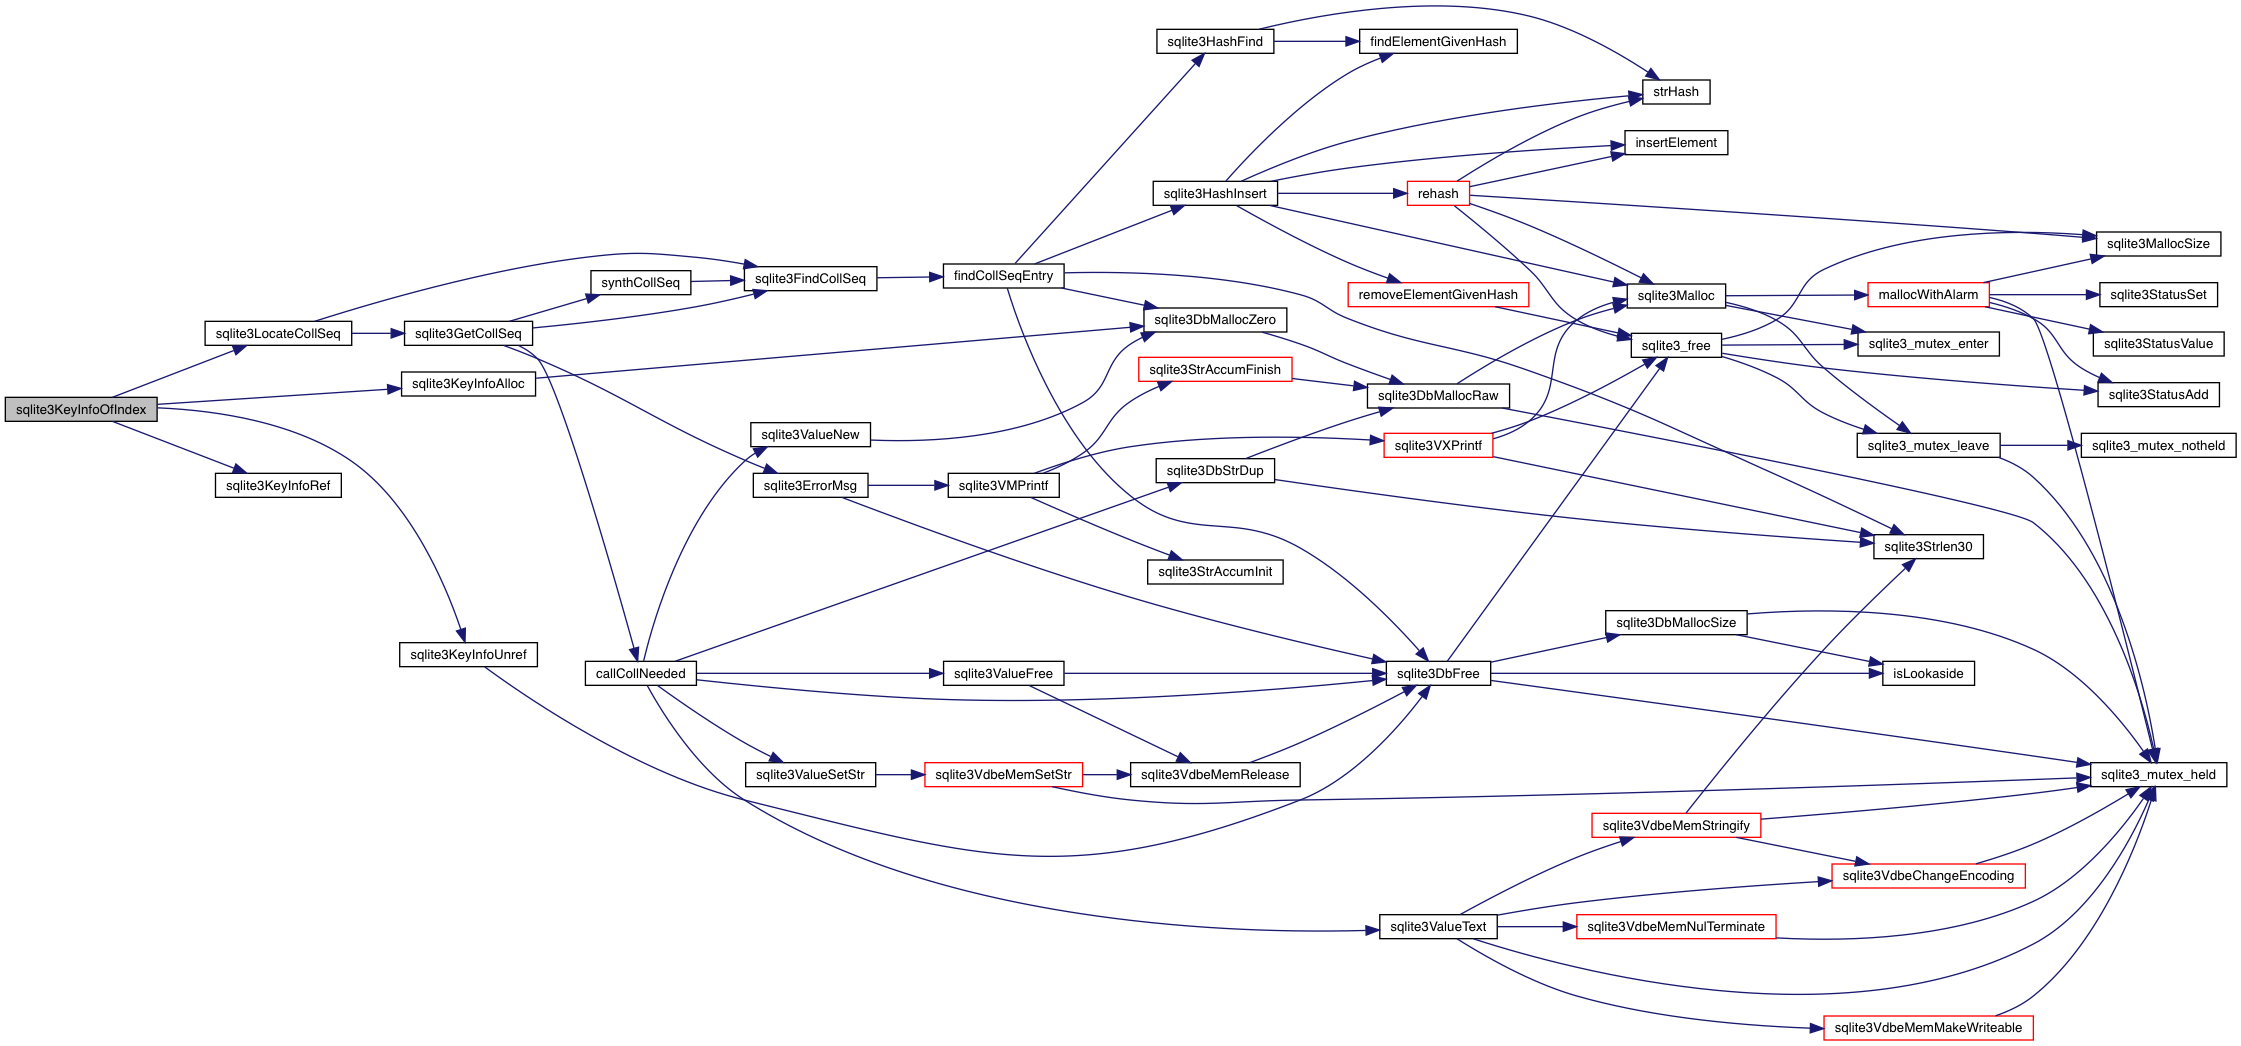 sqlite3HashFind
findElementGivenHash
strHash
insertElement
sqlite3HashInsert
rehash
sqlite3MallocSize
synthCollSeq
sqlite3FindCollSeq
findCollSeqEntry
removeElementGivenHash
sqlite3Malloc
mallocWithAlarm
sqlite3StatusSet
sqlite3LocateCollSeq
sqlite3GetCollSeq
sqlite3DbMallocZero
sqlite3_free
sqlite3_mutex_enter
sqlite3StatusValue
sqlite3KeyInfoAlloc
sqlite3StrAccumFinish
sqlite3DbMallocRaw
sqlite3StatusAdd
sqlite3KeyInfoOfIndex
sqlite3ValueNew
sqlite3VXPrintf
sqlite3_mutex_leave
sqlite3_mutex_notheld
sqlite3KeyInfoRef
sqlite3ErrorMsg
sqlite3VMPrintf
sqlite3DbStrDup
sqlite3Strlen30
sqlite3StrAccumInit
sqlite3DbMallocSize
sqlite3KeyInfoUnref
callCollNeeded
sqlite3ValueFree
sqlite3DbFree
isLookaside
sqlite3ValueSetStr
sqlite3VdbeMemSetStr
sqlite3VdbeMemRelease
sqlite3_mutex_held
sqlite3VdbeMemStringify
sqlite3VdbeChangeEncoding
sqlite3ValueText
sqlite3VdbeMemNulTerminate
sqlite3VdbeMemMakeWriteable